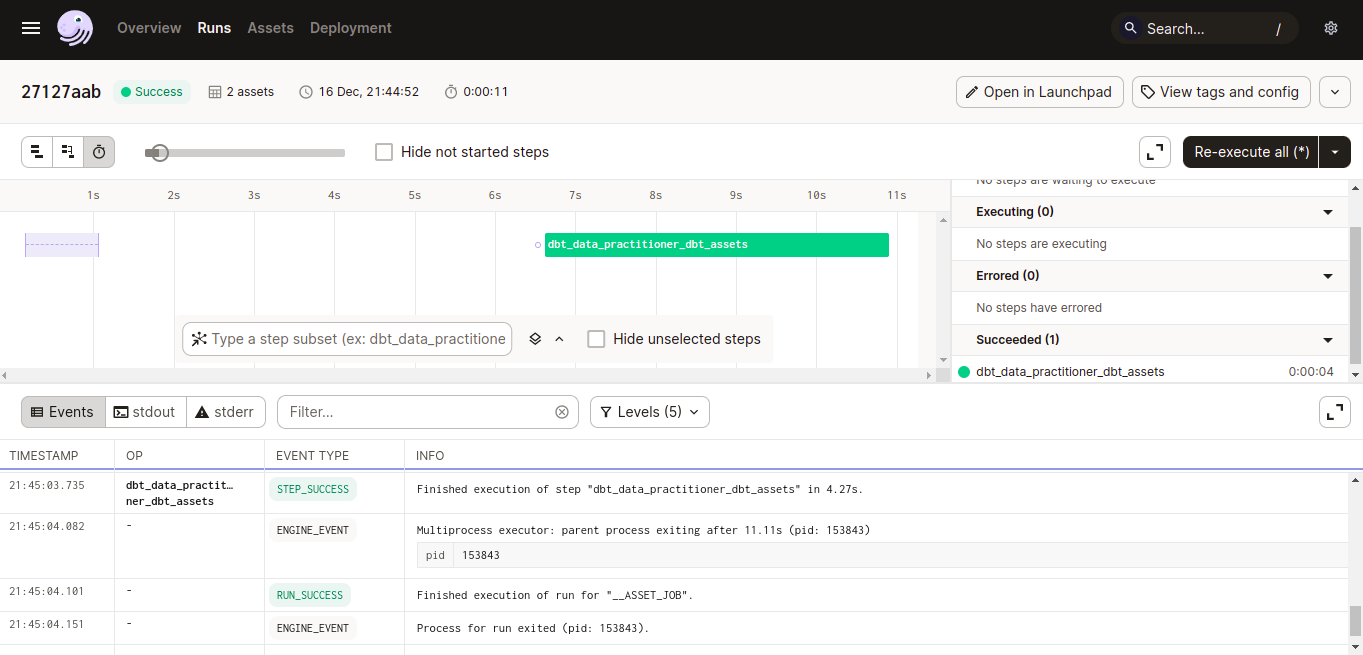 Overview Runs Assets Deployment Search... /
27127aab Success 2 assets 16 Dec, 21:44:52 0:00:11 Open in Launchpad View tags and config
Hide not started steps Re-execute all (*)
1s 2s 3s 4s 5s 6s 7s 8s 9s 10s 11s
dbt_data_practitioner_dbt_assets
Type a step subset (ex: dbt_data_practitione Hide unselected steps
No steps are waiting to execute
Executing (0)
No steps are executing
Errored (0)
No steps have errored
Succeeded (1)
dbt_data_practitioner_dbt_assets 0:00:04
Events stdout stderr Filter... Levels (5)
TIMESTAMP OP EVENT TYPE INFO
21:45:03.735 dbt_data_practit… STEP_SUCCESS Finished execution of step "dbt_data_practitioner_dbt_assets" in 4.27s.
ner_dbt_assets
21:45:04.082 - ENGINE_EVENT Multiprocess executor: parent process exiting after 11.11s (pid: 153843)
pid 153843
21:45:04.101 - RUN_SUCCESS Finished execution of run for "__ASSET_JOB".
21:45:04.151 - ENGINE_EVENT Process for run exited (pid: 153843).